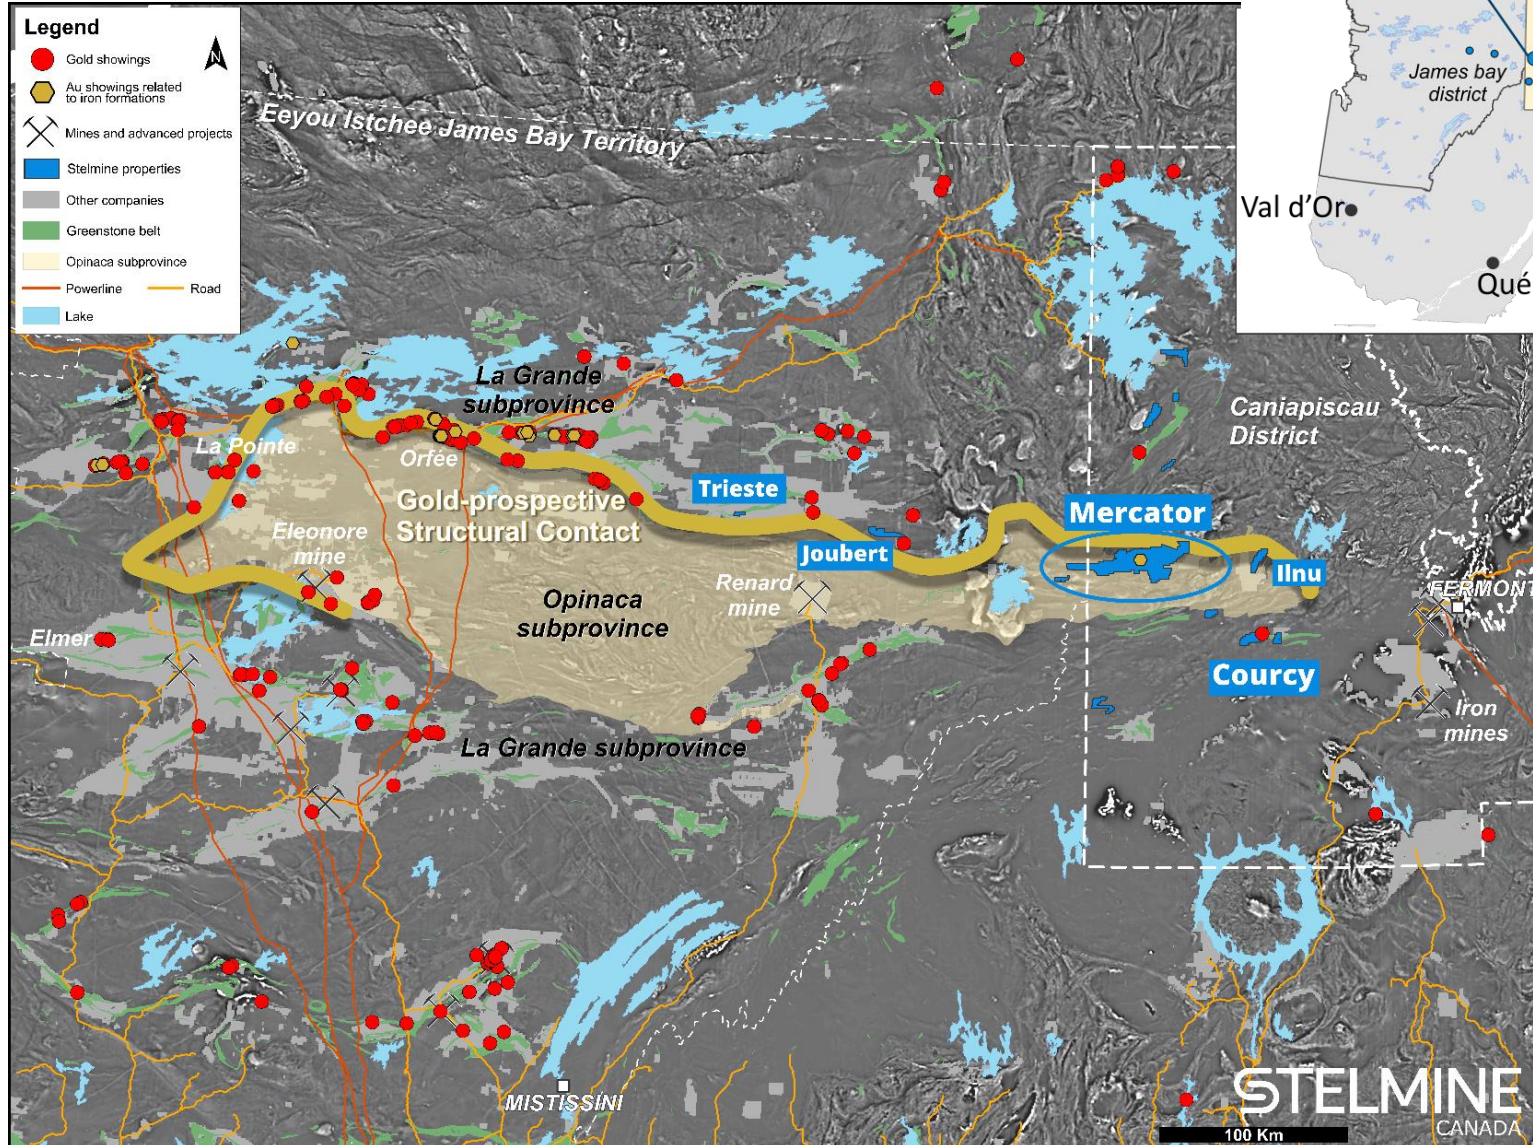 Legend
N
Gold showings
Au showings related
to iron formations
Mines and advanced projects
Stelmine properties
Other companies
Greenstone belt
Opinaca subprovince
Powerline
Road
Lake
Eeyou Istchee James Bay Territory
James bay
district
Val d'Or
Qué
La Grande
subprovince
Caniapiscau
District
La Pointe
Orfée
Trieste
Gold-prospective
Structural Contact
Mercator
Eleonore
mine
Joubert
Renard
mine
Ilnu
FERMONT
Opinaca
subprovince
Elmer
Courcy
Iron
mines
La Grande subprovince
MISTISSINI
STELMINE
CANADA
100 Km